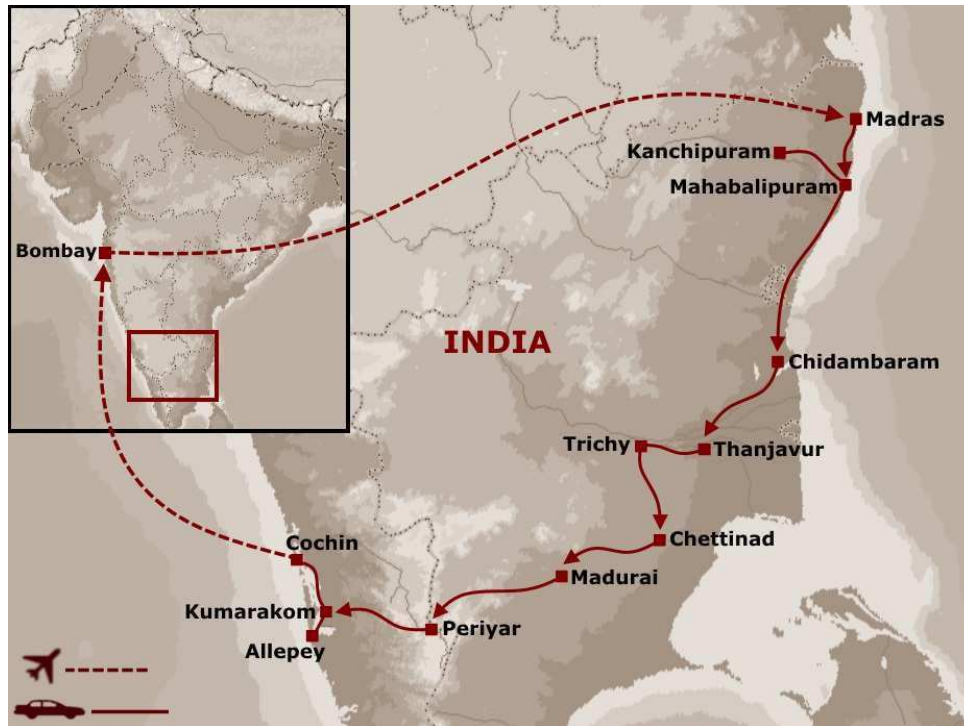 Madras
Kanchipuram
Mahabalipuram
Bombay
INDIA
Chidambaram
Trichy
Thanjavur
Chettinad
Cochin
Madurai
Kumarakom
Periyar
Allepey